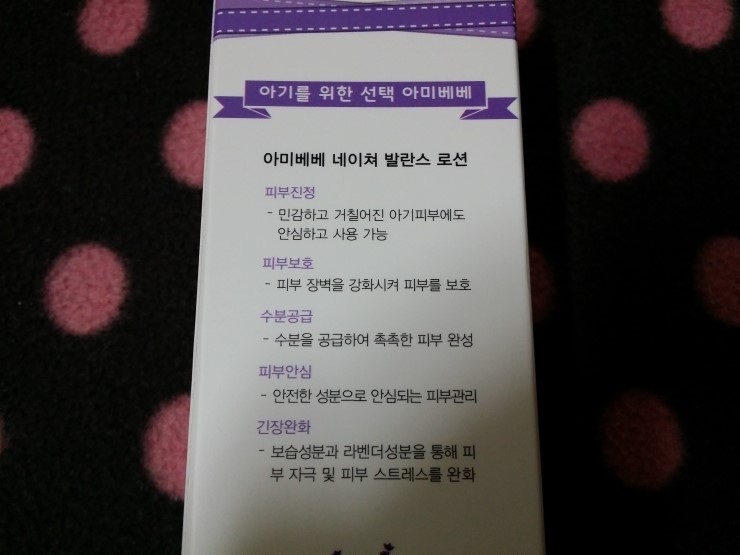 아기를 위한 선택 아미베베
아미베베 네이쳐 발란스 로션
피부진정
- 민감하고 거칠어진 아기피부에도
안심하고 사용 가능
피부보호
- 피부 장벽을 강화시켜 피부를 보호
수분공급
- 수분을 공급하여 촉촉한 피부 완성
피부안심
- 안전한 성분으로 안심되는 피부관리
긴장완화
- 보습성분과 라벤더성분을 통해 피
부 자극 및 피부 스트레스를 완화